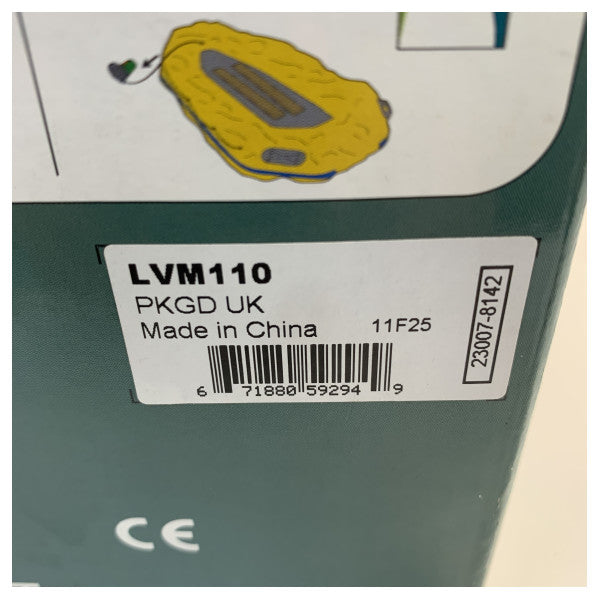 LVM110
PKGD UK
Made in China 11F25
23007-8142
6 71880 59294 9
CE